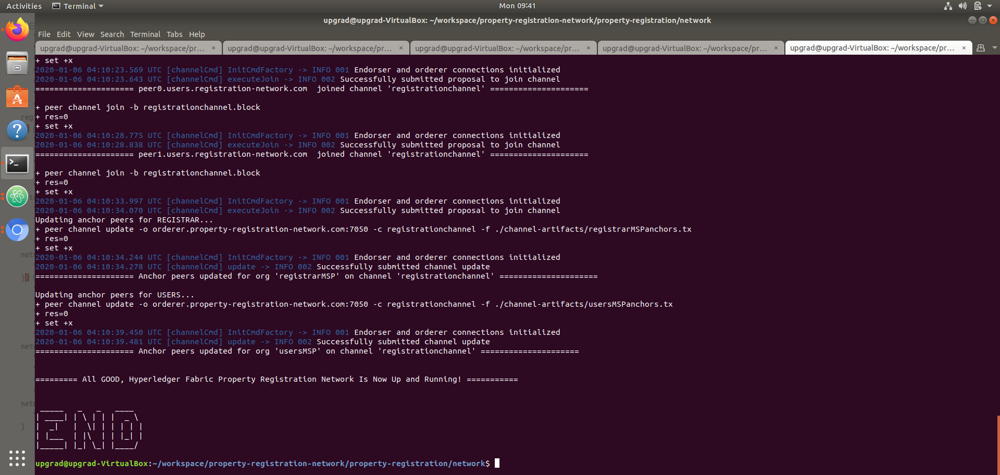 Activities Terminal Mon 09:41
upgrad@upgrad-VirtualBox: ~/workspace/property-registration-network/property-registration/network
File Edit View Search Terminal Tabs Help
upgrad@upgrad-VirtualBox: ~/workspace/pr... × upgrad@upgrad-VirtualBox: ~/workspace/pr... × upgrad@upgrad-VirtualBox: ~/workspace/pr... × upgrad@upgrad-VirtualBox: ~/workspace/pr... × upgrad@upgrad-VirtualBox: ~/workspace/pr... ×
+ set +x
2020-01-06 04:10:23.569 UTC [channelCmd] InitCmdFactory -> INFO 001 Endorser and orderer connections initialized
2020-01-06 04:10:23.643 UTC [channelCmd] executeJoin -> INFO 002 Successfully submitted proposal to join channel
===================== peer0.users.registration-network.com  joined channel 'registrationchannel' =====================
+ peer channel join -b registrationchannel.block
+ res=0
+ set +x
2020-01-06 04:10:28.775 UTC [channelCmd] InitCmdFactory -> INFO 001 Endorser and orderer connections initialized
2020-01-06 04:10:28.838 UTC [channelCmd] executeJoin -> INFO 002 Successfully submitted proposal to join channel
===================== peer1.users.registration-network.com  joined channel 'registrationchannel' =====================
+ peer channel join -b registrationchannel.block
+ res=0
+ set +x
2020-01-06 04:10:33.997 UTC [channelCmd] InitCmdFactory -> INFO 001 Endorser and orderer connections initialized
2020-01-06 04:10:34.070 UTC [channelCmd] executeJoin -> INFO 002 Successfully submitted proposal to join channel
Updating anchor peers for REGISTRAR...
+ peer channel update -o orderer.property-registration-network.com:7050 -c registrationchannel -f ./channel-artifacts/registrarMSPanchors.tx
+ res=0
+ set +x
2020-01-06 04:10:34.244 UTC [channelCmd] InitCmdFactory -> INFO 001 Endorser and orderer connections initialized
2020-01-06 04:10:34.278 UTC [channelCmd] update -> INFO 002 Successfully submitted channel update
===================== Anchor peers updated for org 'registrarMSP' on channel 'registrationchannel' =====================
Updating anchor peers for USERS...
+ peer channel update -o orderer.property-registration-network.com:7050 -c registrationchannel -f ./channel-artifacts/usersMSPanchors.tx
+ res=0
+ set +x
2020-01-06 04:10:39.450 UTC [channelCmd] InitCmdFactory -> INFO 001 Endorser and orderer connections initialized
2020-01-06 04:10:39.481 UTC [channelCmd] update -> INFO 002 Successfully submitted channel update
===================== Anchor peers updated for org 'usersMSP' on channel 'registrationchannel' =====================
========= All GOOD, Hyperledger Fabric Property Registration Network Is Now Up and Running! ===========
END
upgrad@upgrad-VirtualBox:~/workspace/property-registration-network/property-registration/network$